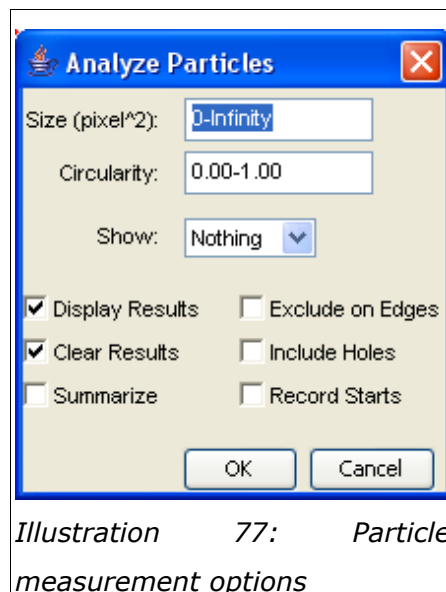 Analyze Particles
Size (pixel^2): 0-Infinity
Circularity: 0.00-1.00
Show: Nothing
Display Results Exclude on Edges
Clear Results Include Holes
Summarize Record Starts
OK Cancel
Illustration 77: Particle
measurement options